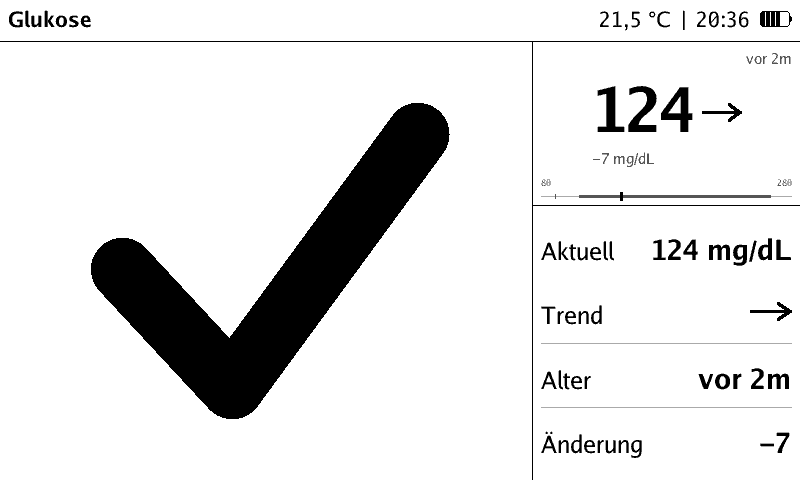 Glukose
21,5 °C | 20:36
vor 2m
124
−7 mg/dL
80 280
Aktuell 124 mg/dL
Trend
Alter vor 2m
Änderung −7